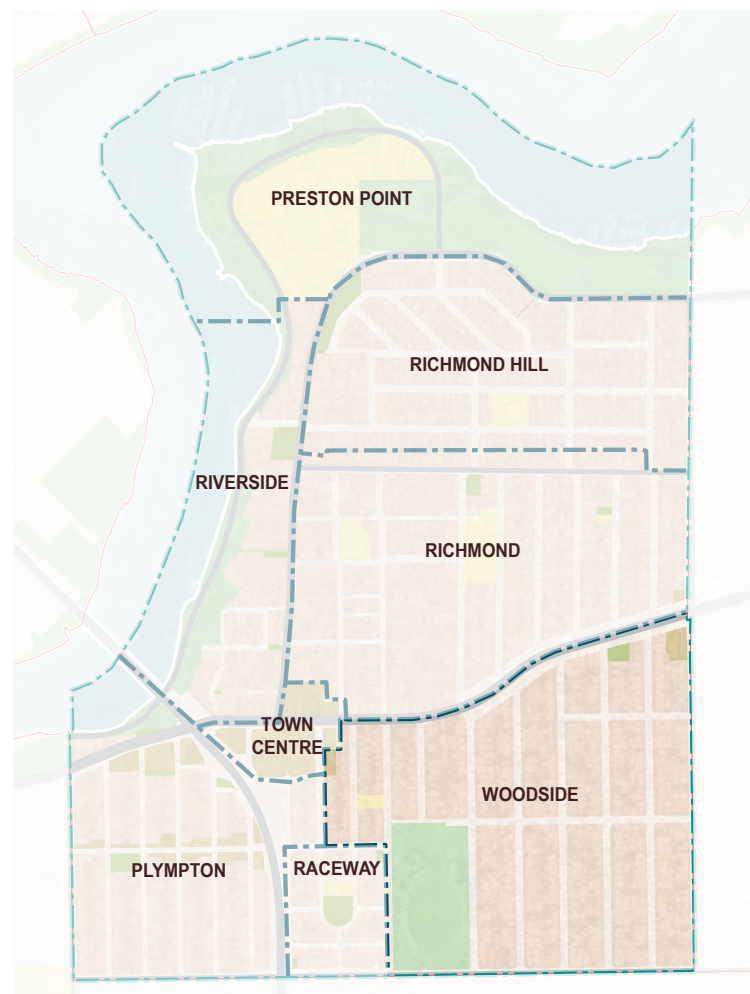 PRESTON POINT
RICHMOND HILL
RIVERSIDE
RICHMOND
TOWN
CENTRE
WOODSIDE
PLYMPTON
RACEWAY